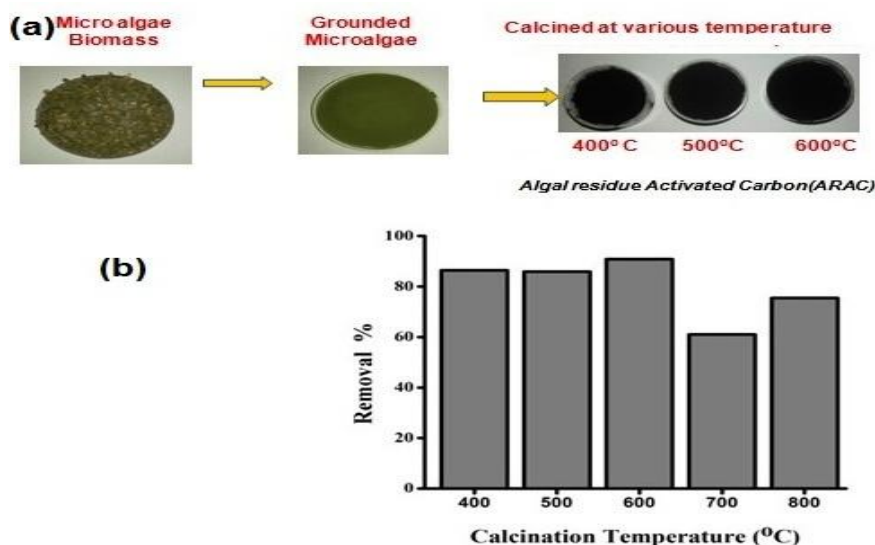 (a)
Micro algae
Biomass
Grounded
Microalgae
Calcined at various temperature
400° C
500°C
600°C
Algal residue Activated Carbon(ARAC)
(b)
100
80
60
40
20
0
Removal %
400 500 600 700 800
Calcination Temperature (⁰C)